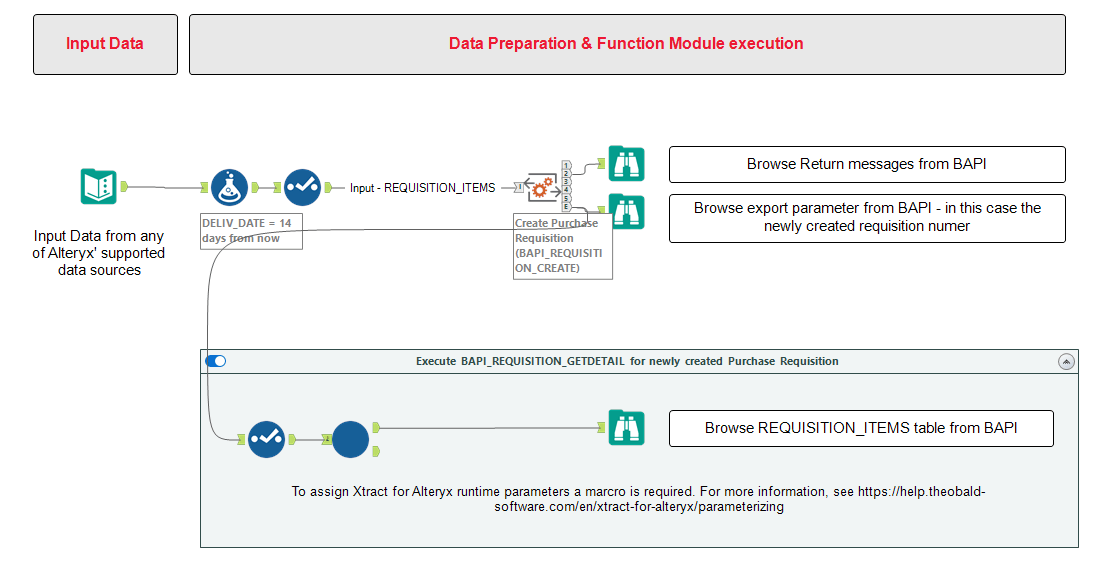 Input Data
Data Preparation & Function Module execution
Browse Return messages from BAPI
Input - REQUISITION_ITEMS
1
1
2
3
4
5
E
Browse export parameter from BAPI - in this case the
newly created requisition numer
DELIV_DATE = 14
days from now
Create Purchase
Requisition
(BAPI_REQUISITI
ON_CREATE)
Input Data from any
of Alteryx' supported
data sources
Execute BAPI_REQUISITION_GETDETAIL for newly created Purchase Requisition
Browse REQUISITION_ITEMS table from BAPI
To assign Xtract for Alteryx runtime parameters a marcro is required. For more information, see https://help.theobald-
software.com/en/xtract-for-alteryx/parameterizing